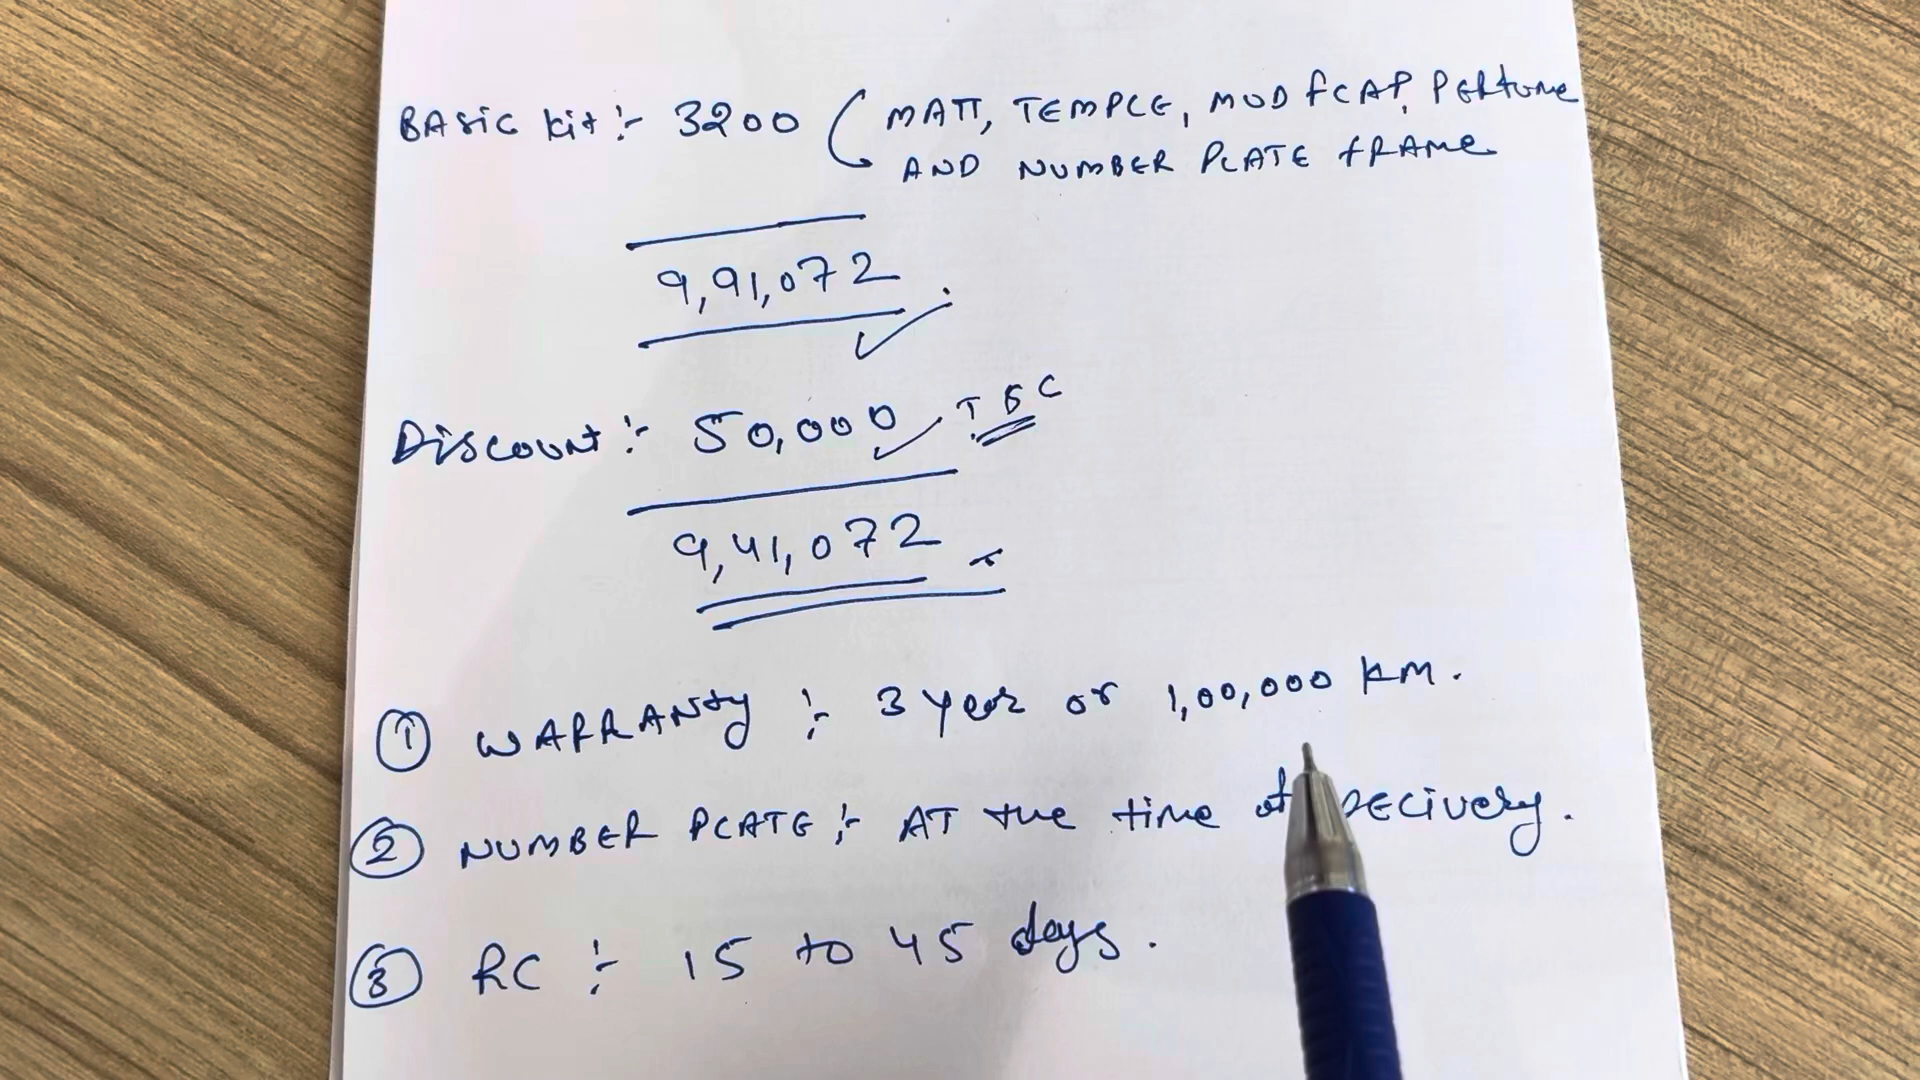 BASic kit :- 3200 ( MATT, TEMPLE, MUD fLAP, PERfume
AND NUMBER PLATE fRAME
9,91,072
Discount :- 50,000 T & C
9,41,072
① WARRANty :- 3 year or 1,00,000 km.
② NUMBER PLATE :- AT the time of DELivery.
③ RC :- 15 to 45 days.